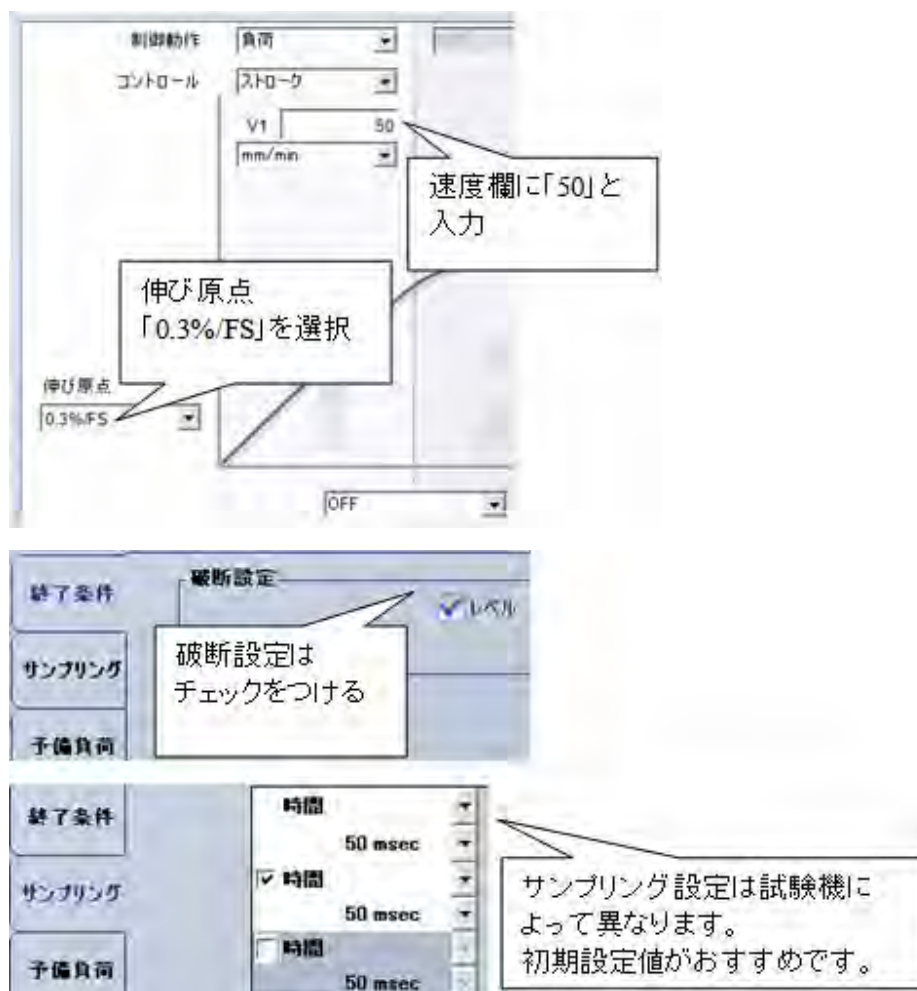 制御動作 負荷
コントロール ストローク
V1 50
mm/min
速度欄に「50」と
入力
伸び原点
「0.3%/FS」を選択
伸び原点
0.3%/FS
OFF
終了条件
破断設定
レベル
サンプリング
破断設定は
チェックをつける
予備負荷
終了条件
時間
50 msec
サンプリング
時間
50 msec
予備負荷
時間
50 msec
サンプリング設定は試験機に
よって異なります。
初期設定値がおすすめです。